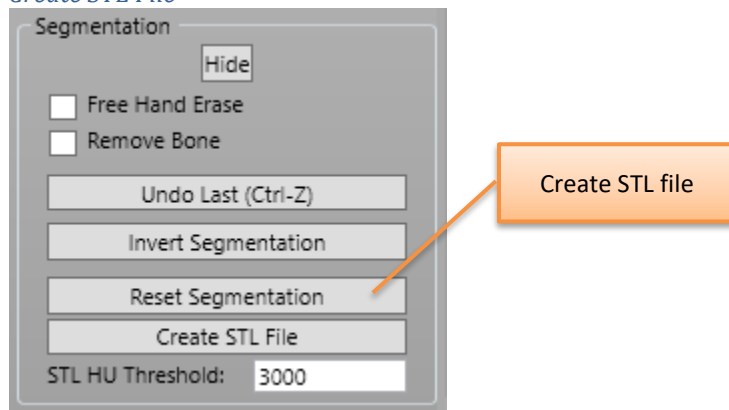 Create STL File
Segmentation
Hide
Free Hand Erase
Remove Bone
Undo Last (Ctrl-Z)
Create STL file
Invert Segmentation
Reset Segmentation
Create STL File
STL HU Threshold: 3000